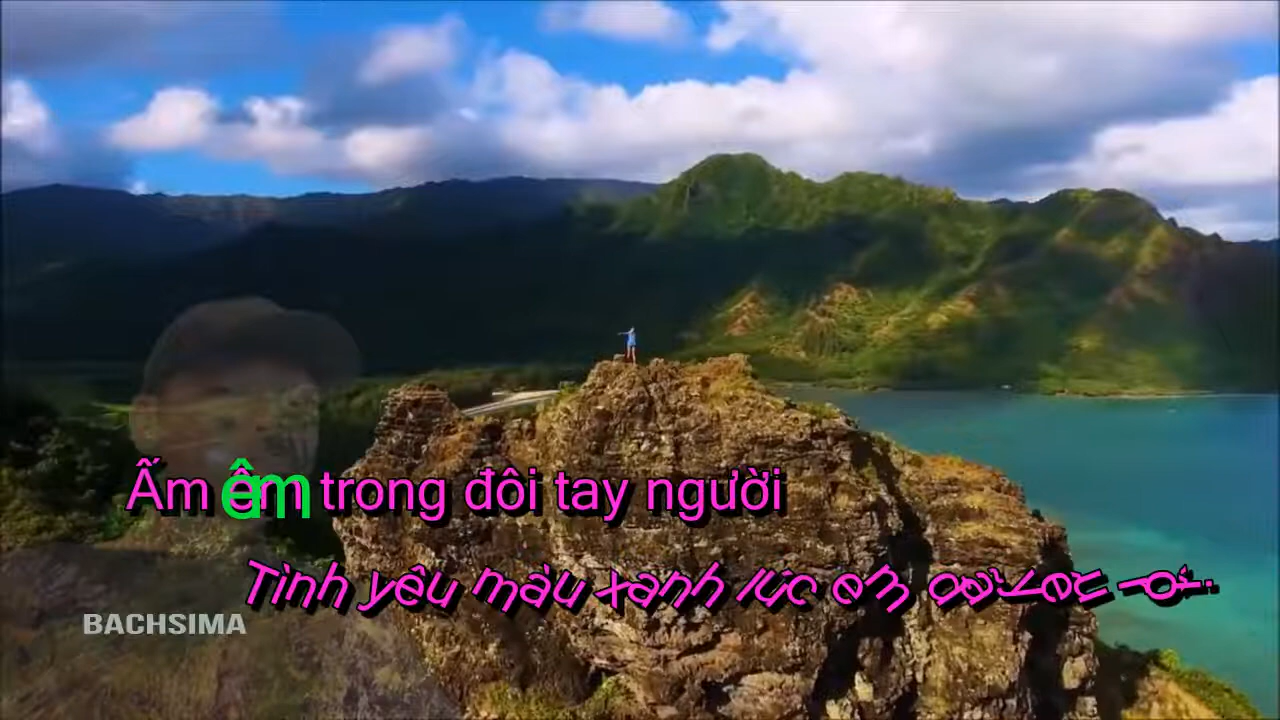 Ấm êm trong đôi tay người
Tình yêu màu xanh lúc em
BACHSIMA